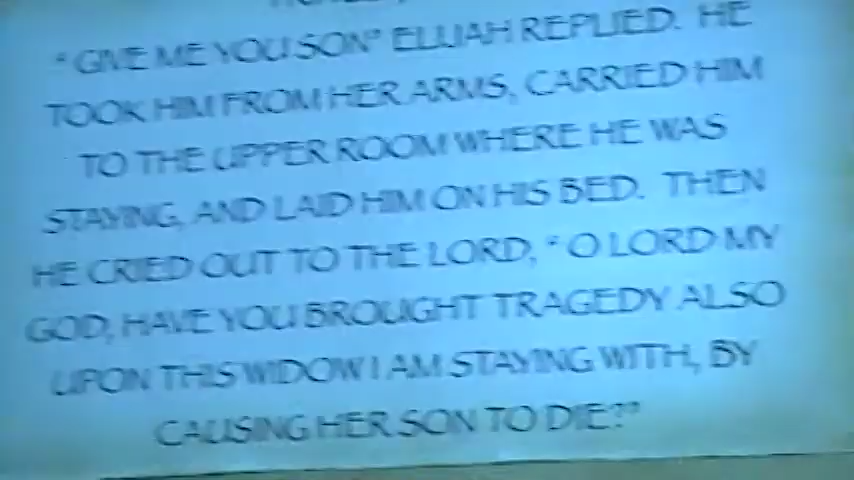 "GIVE ME YOU SON" ELIJAH REPLIED. HE
TOOK HIM FROM HER ARMS, CARRIED HIM
TO THE UPPER ROOM WHERE HE WAS
STAYING, AND LAID HIM ON HIS BED. THEN
HE CRIED OUT TO THE LORD, "O LORD MY
GOD, HAVE YOU BROUGHT TRAGEDY ALSO
UPON THIS WIDOW I AM STAYING WITH, BY
CAUSING HER SON TO DIE?"